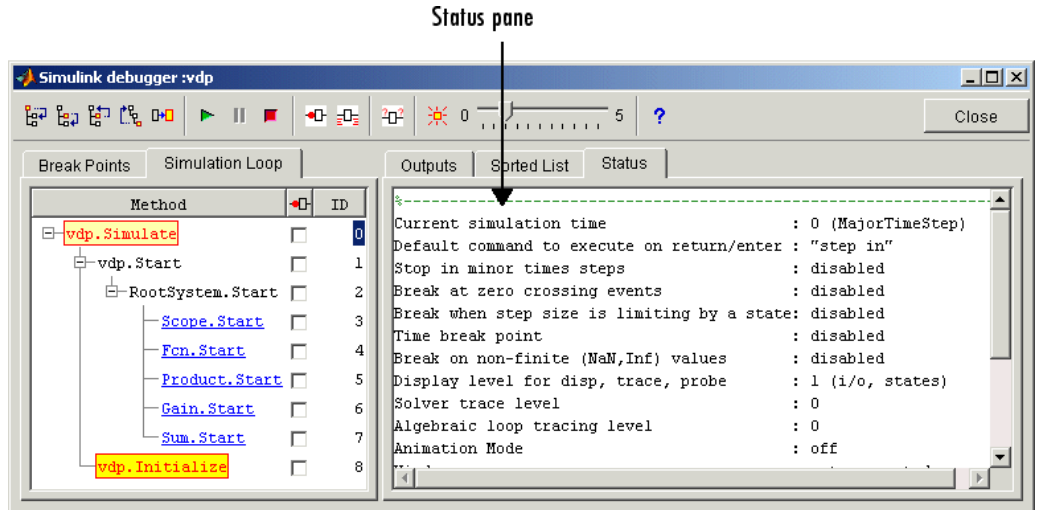 Status pane
Simulink debugger :vdp
0 5 ? Close
Break Points Simulation Loop Outputs Sorted List Status
Method ID
vdp.Simulate 0
vdp.Start 1
RootSystem.Start 2
Scope.Start 3
Fcn.Start 4
Product.Start 5
Gain.Start 6
Sum.Start 7
vdp.Initialize 8
%----------------------------------------------------------------
Current simulation time : 0 (MajorTimeStep)
Default command to execute on return/enter : "step in"
Stop in minor times steps : disabled
Break at zero crossing events : disabled
Break when step size is limiting by a state: disabled
Time break point : disabled
Break on non-finite (NaN,Inf) values : disabled
Display level for disp, trace, probe : 1 (i/o, states)
Solver trace level : 0
Algebraic loop tracing level : 0
Animation Mode : off